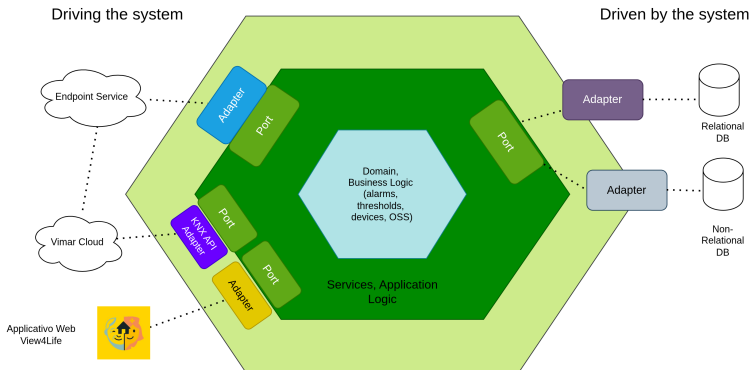 Driving the system
Driven by the system
Endpoint Service
Adapter
Port
Port
Adapter
Relational
DB
Domain,
Business Logic
(alarms,
thresholds,
devices, OSS)
Adapter
Vimar Cloud
KNX API
Adapter
Port
Non-
Relational
DB
Port
Adapter
Services, Application
Logic
Applicativo Web
View4Life